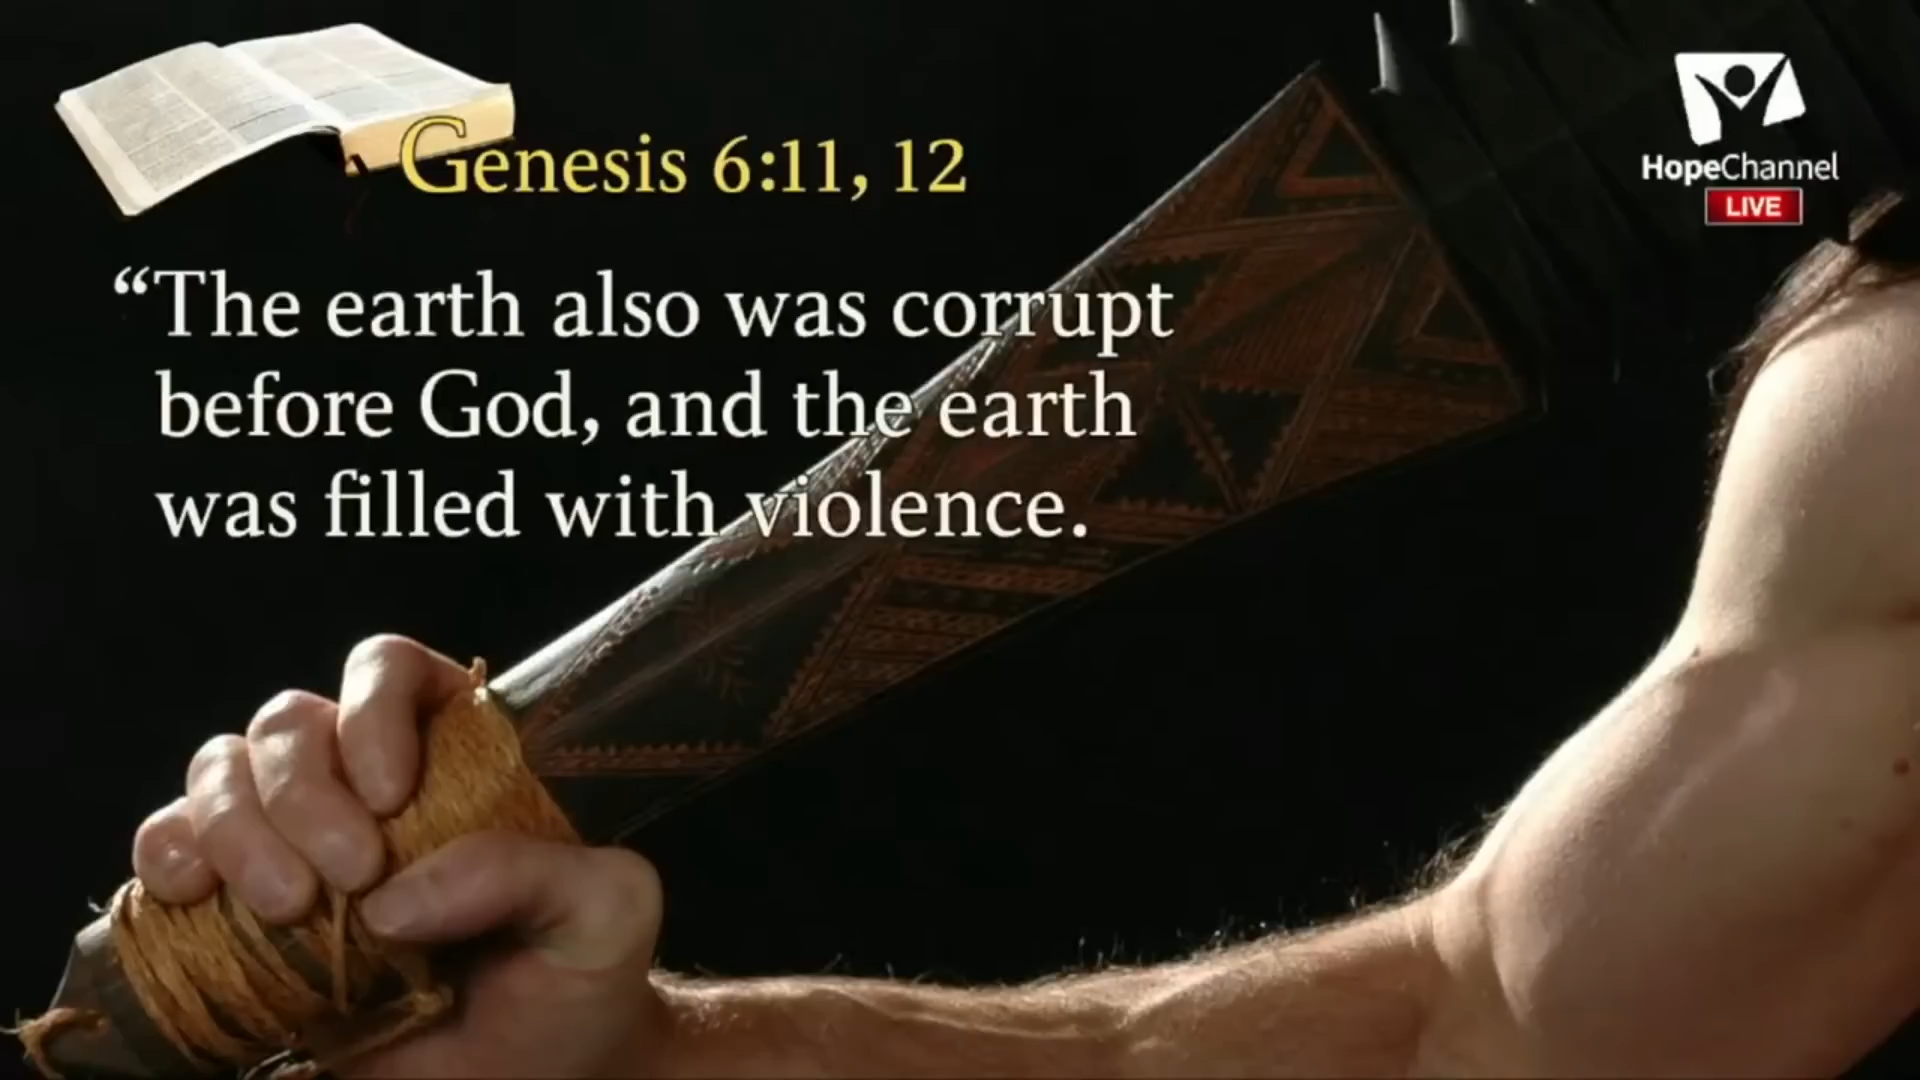 Genesis 6:11, 12
HopeChannel
LIVE
“The earth also was corrupt
before God, and the earth
was filled with violence.